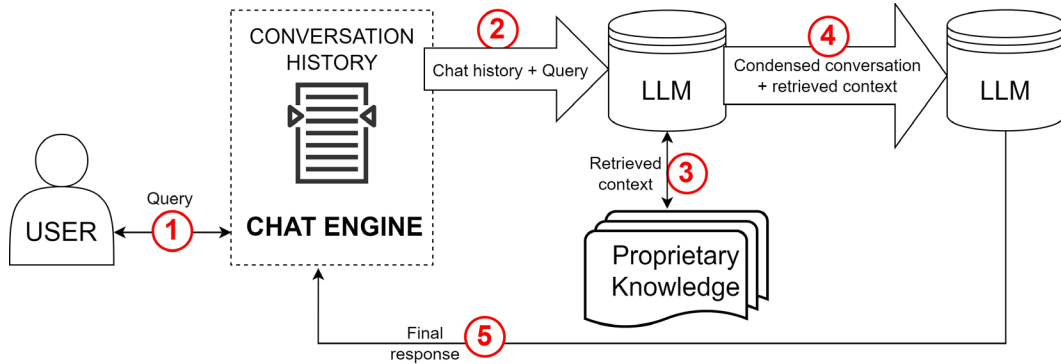 USER
Query
1
CONVERSATION
HISTORY
CHAT ENGINE
2
Chat history + Query
LLM
Retrieved
context
3
Proprietary
Knowledge
4
Condensed conversation
+ retrieved context
LLM
Final
response
5